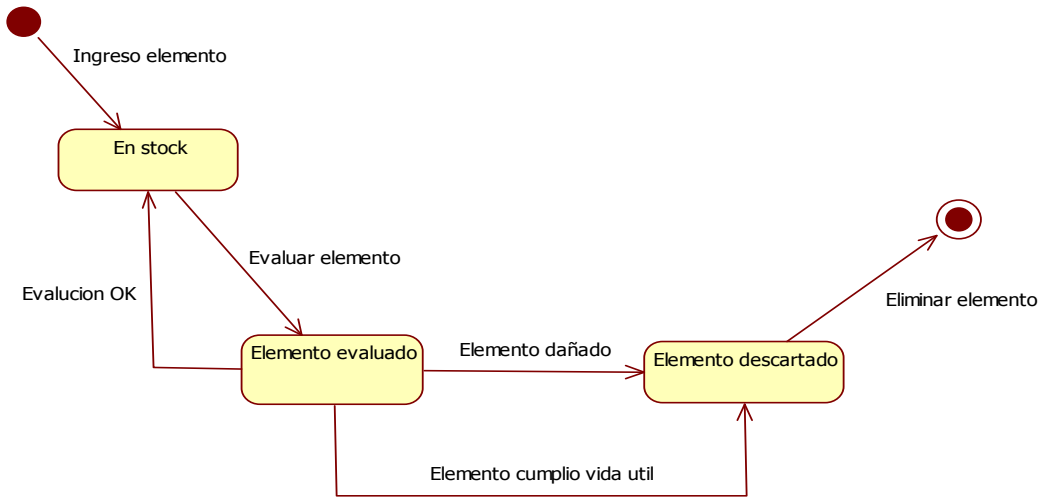 Ingreso elemento
En stock
Evaluar elemento
Evalucion OK
Eliminar elemento
Elemento evaluado
Elemento dañado
Elemento descartado
Elemento cumplio vida util